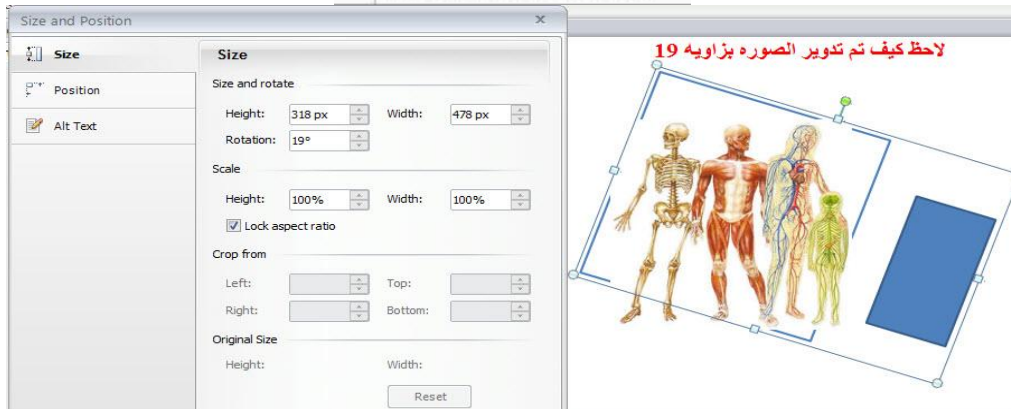 Size and Position
Size
Position
Alt Text
Size
Size and rotate
Height: 318 px Width: 478 px
Rotation: 19°
Scale
Height: 100% Width: 100%
Lock aspect ratio
Crop from
Left: Top:
Right: Bottom:
Original Size
Height: Width:
Reset
لاحظ كيف تم تدوير الصوره بزاويه 19